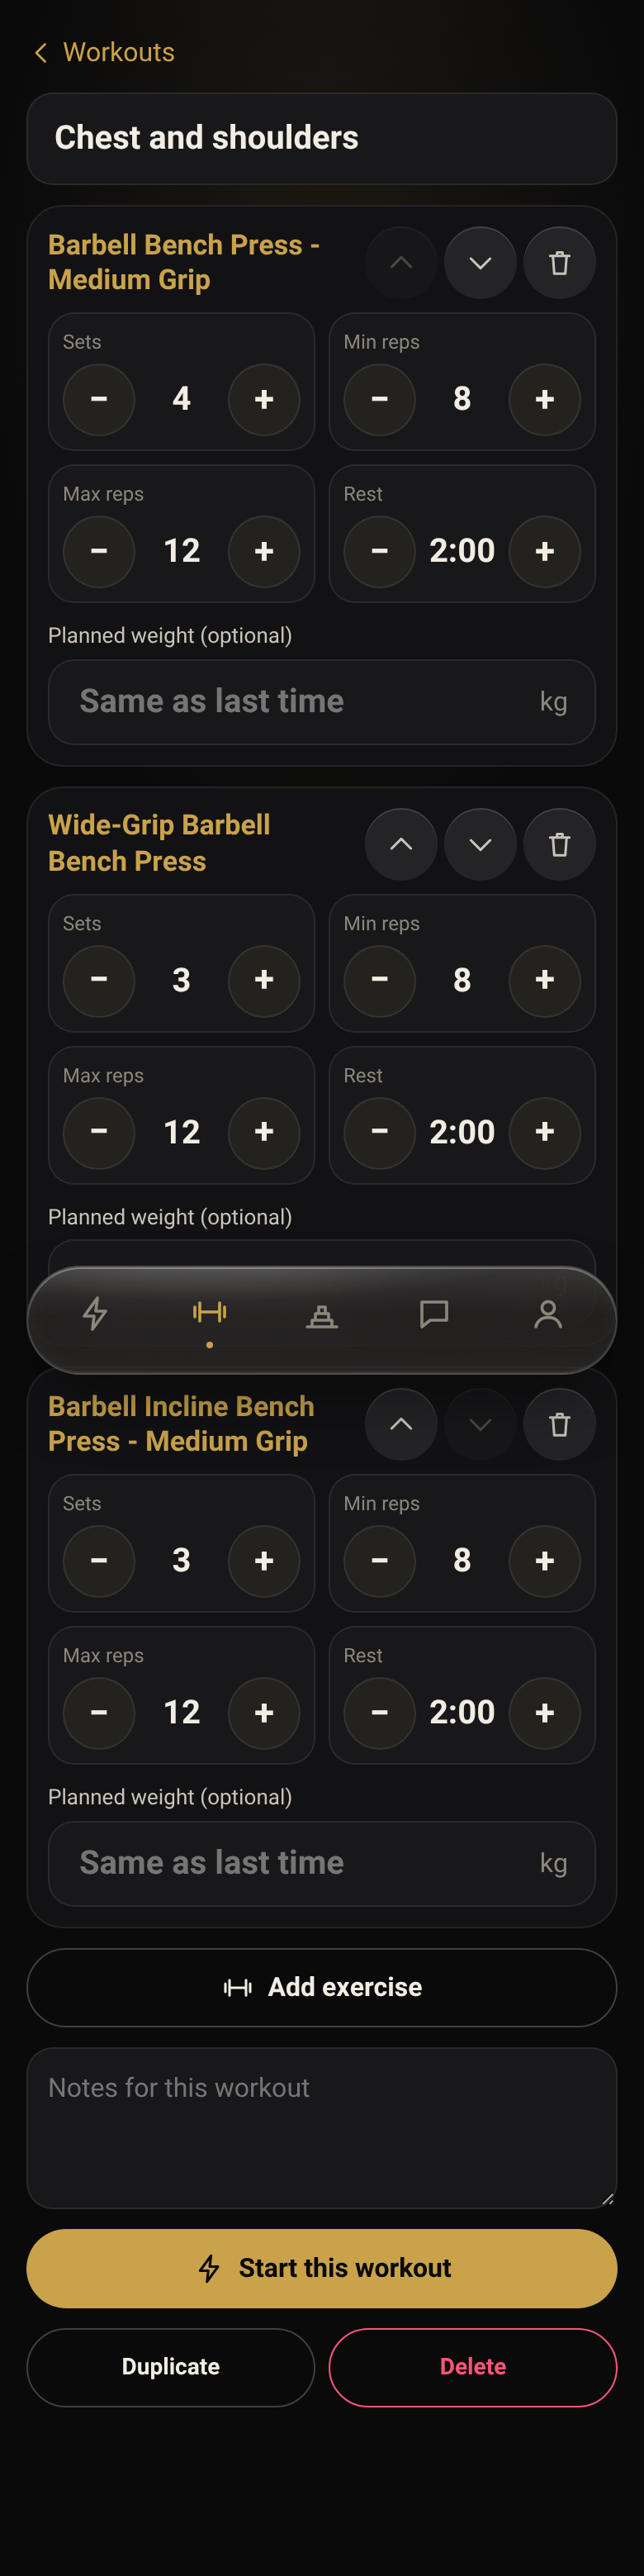 Workouts
Chest and shoulders
Barbell Bench Press -
Medium Grip
Sets
Min reps
− 4 +
− 8 +
Max reps
Rest
− 12 +
− 2:00 +
Planned weight (optional)
Same as last time kg
Wide-Grip Barbell
Bench Press
Sets
Min reps
− 3 +
− 8 +
Max reps
Rest
− 12 +
− 2:00 +
Planned weight (optional)
Barbell Incline Bench
Press - Medium Grip
Sets
Min reps
− 3 +
− 8 +
Max reps
Rest
− 12 +
− 2:00 +
Planned weight (optional)
Same as last time kg
Add exercise
Notes for this workout
Start this workout
Duplicate
Delete